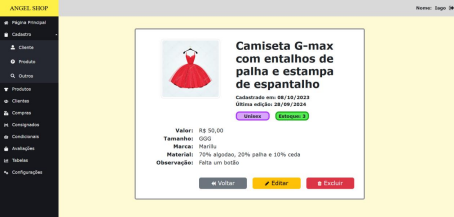 ANGEL SHOP
Nome: Iago
Página Principal
Cadastro
Cliente
Produto
Outros
Produtos
Clientes
Compras
Consignados
Condicionais
Avaliações
Tabelas
Configurações
Camiseta G-max
com entalhos de
palha e estampa
de espantalho
Cadastrado em: 08/10/2023
Última edição: 28/09/2024
Unisex
Estoque: 3
Valor: R$ 50,00
Tamanho: GGG
Marca: Marillu
Material: 70% algodao, 20% palha e 10% ceda
Observação: Falta um botão
Voltar
Editar
Excluir